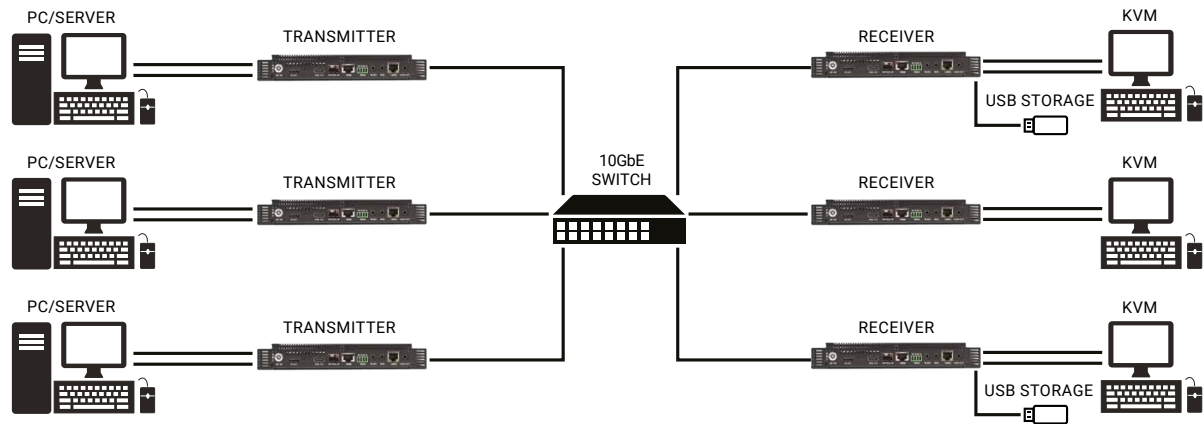 PC/SERVER
TRANSMITTER
RECEIVER
KVM
USB STORAGE
PC/SERVER
TRANSMITTER
10GbE
SWITCH
RECEIVER
KVM
PC/SERVER
TRANSMITTER
RECEIVER
KVM
USB STORAGE